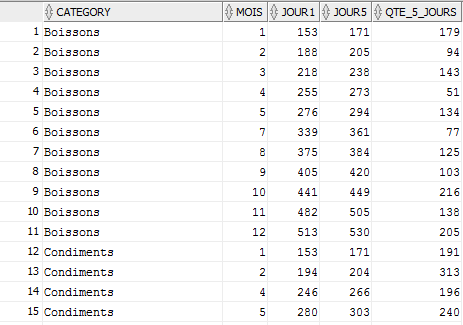 CATEGORY MOIS JOUR1 JOUR5 QTE_5_JOURS
1 Boissons 1 153 171 179
2 Boissons 2 188 205 94
3 Boissons 3 218 238 143
4 Boissons 4 255 273 51
5 Boissons 5 276 294 134
6 Boissons 7 339 361 77
7 Boissons 8 375 384 125
8 Boissons 9 405 420 103
9 Boissons 10 441 449 216
10 Boissons 11 482 505 138
11 Boissons 12 513 530 205
12 Condiments 1 153 171 191
13 Condiments 2 194 204 313
14 Condiments 4 246 266 196
15 Condiments 5 280 303 240